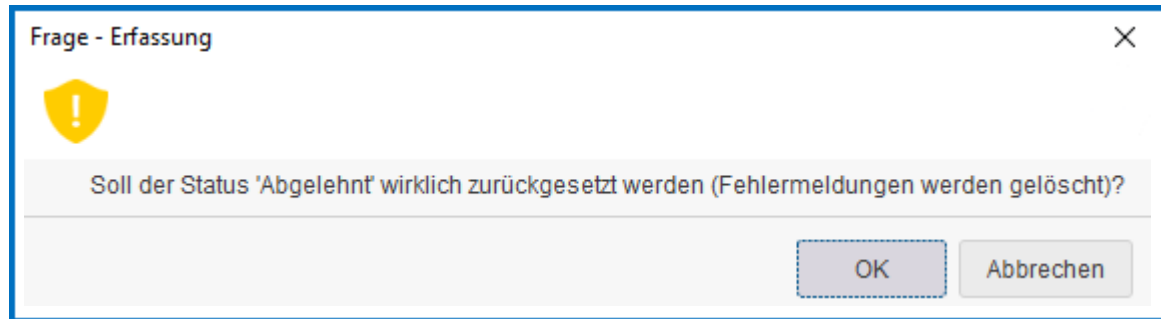 Frage - Erfassung
Soll der Status 'Abgelehnt' wirklich zurückgesetzt werden (Fehlermeldungen werden gelöscht)?
OK
Abbrechen